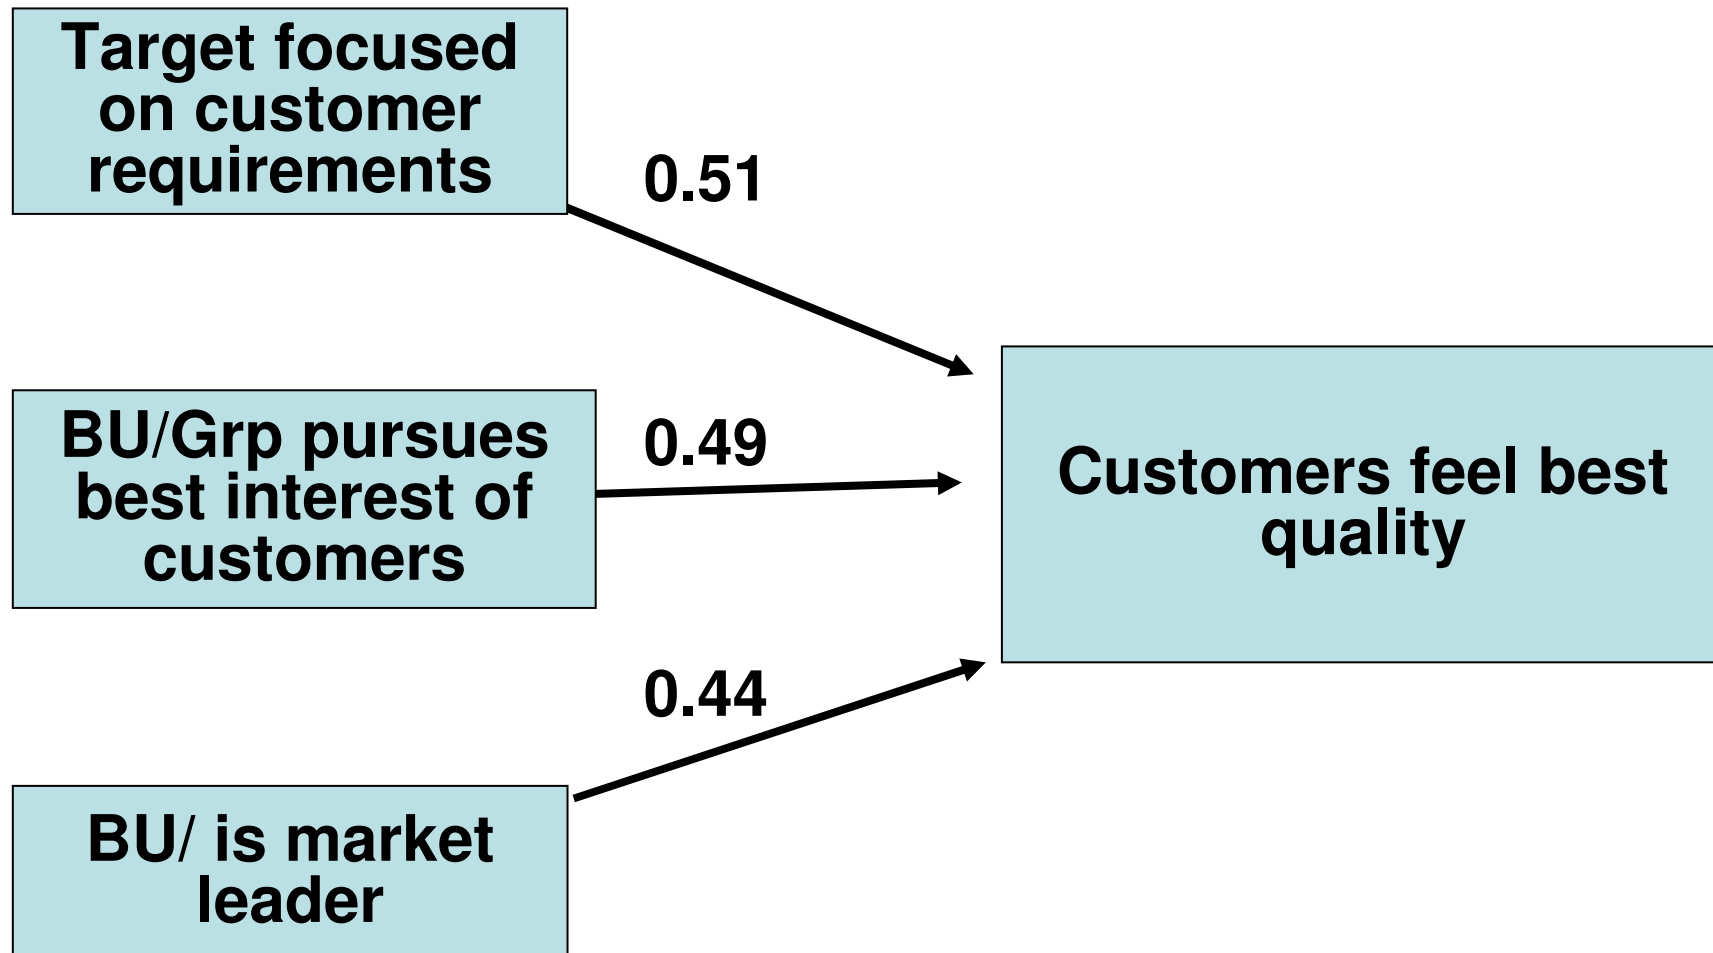 Target focused
on customer
requirements
0.51
BU/Grp pursues
best interest of
customers
0.49
Customers feel best
quality
0.44
BU/ is market
leader